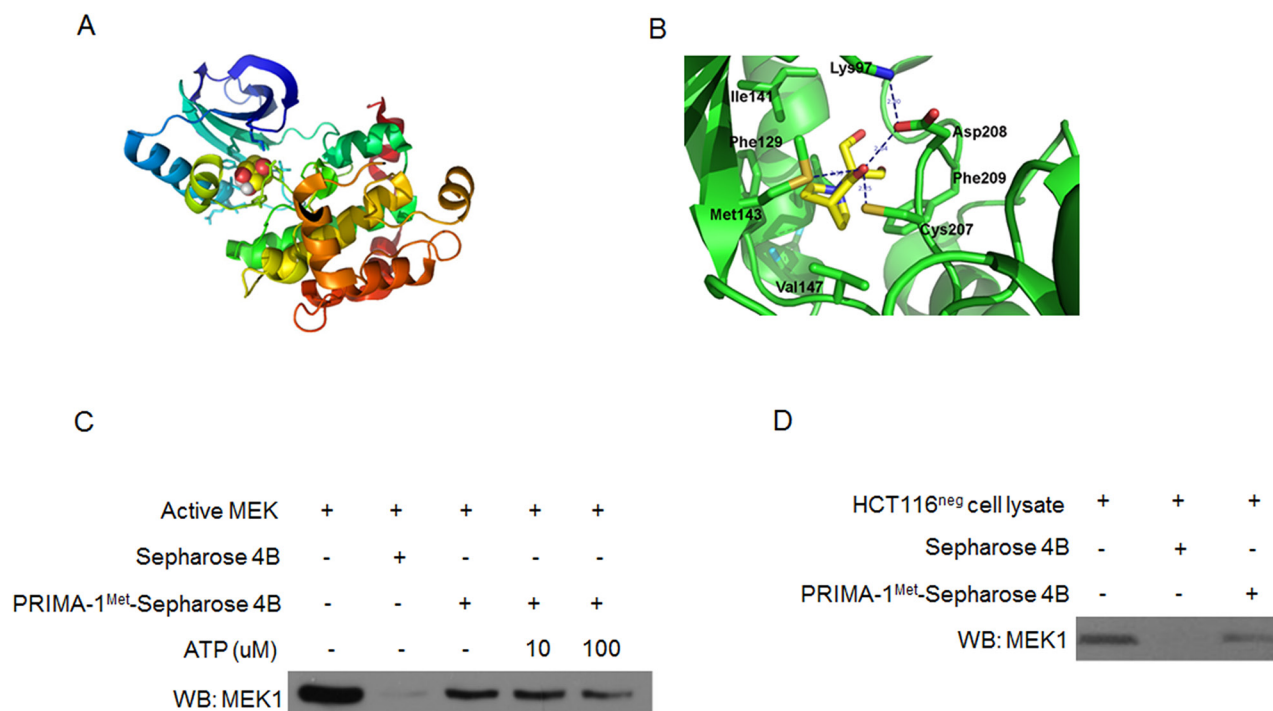 A
B
Lys97
Ile141
Phe129
Asp208
Phe209
Met143
Cys207
Val147
C
Active MEK + + + + +
Sepharose 4B - + - - -
PRIMA-1Met-Sepharose 4B - - + + +
ATP (uM) - - - 10 100
WB: MEK1
D
HCT116neg cell lysate + + +
Sepharose 4B - + -
PRIMA-1Met-Sepharose 4B - - +
WB: MEK1